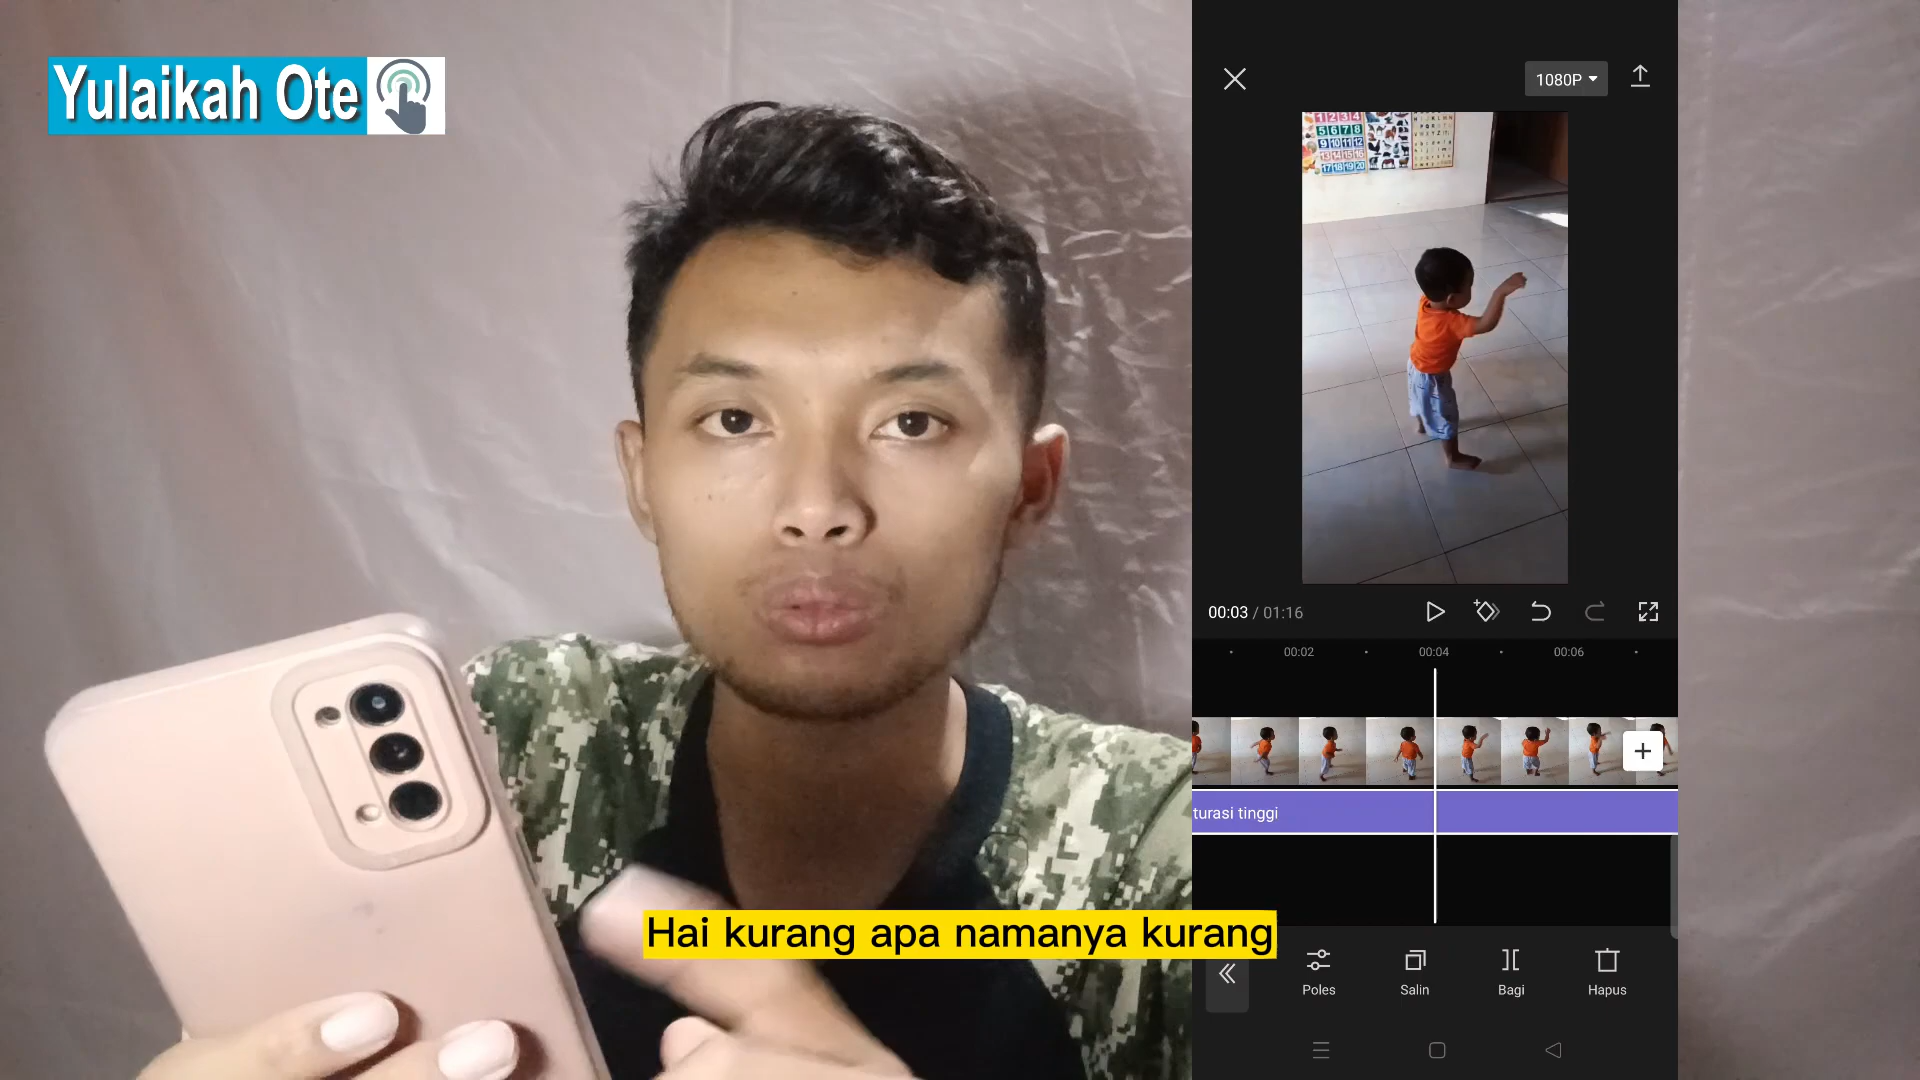 Yulaikah Ote
1080P
00:03 / 01:16
00:02
00:04
00:06
turasi tinggi
Hai kurang apa namanya kurang
Poles
Salin
Bagi
Hapus